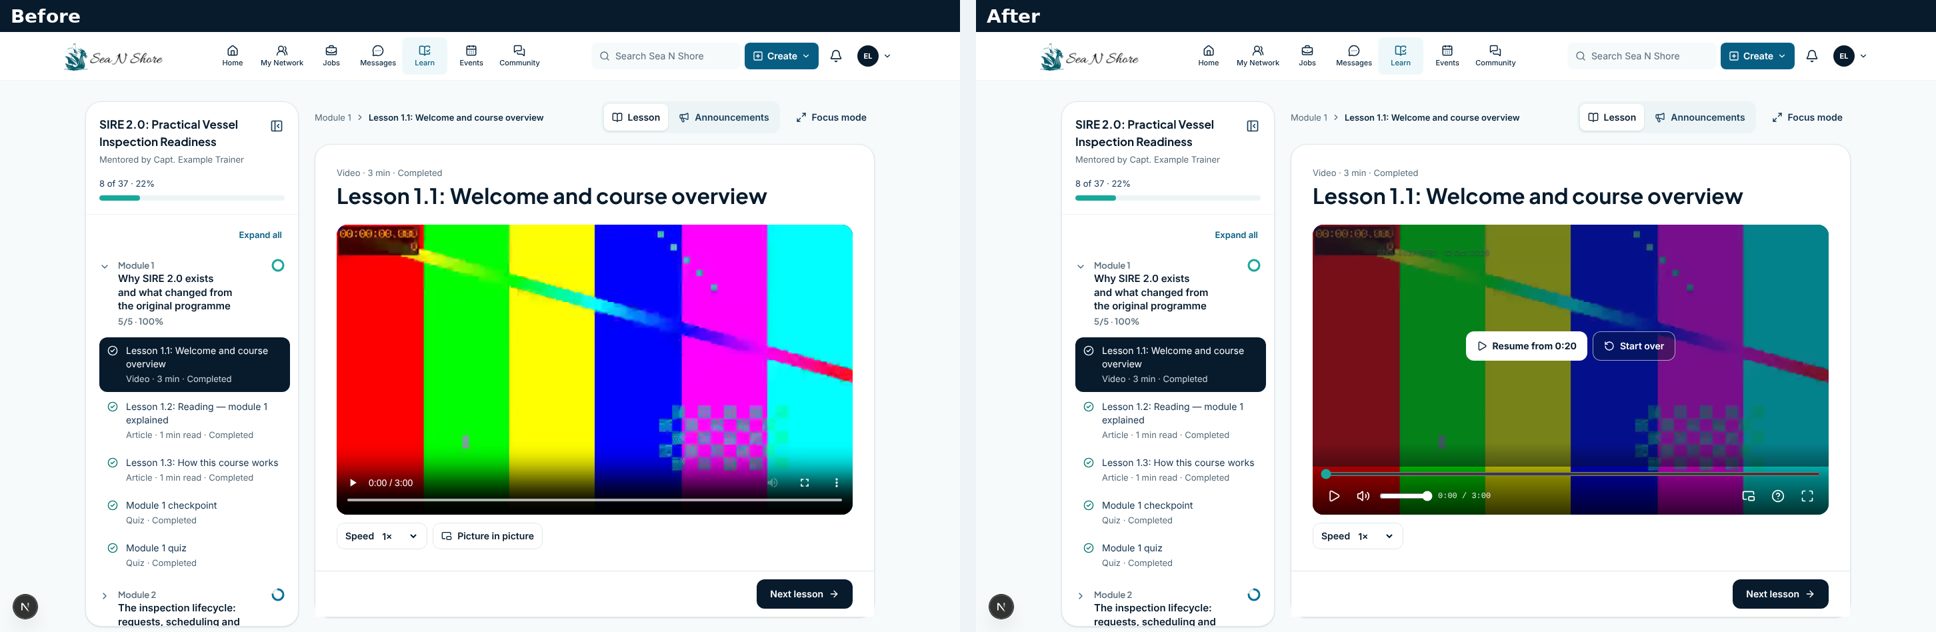 Before
Sea N Shore
Home
My Network
Jobs
Messages
Learn
Events
Community
Search Sea N Shore
Create
EL
SIRE 2.0: Practical Vessel
Inspection Readiness
Mentored by Capt. Example Trainer
8 of 37 · 22%
Expand all
Module 1
Why SIRE 2.0 exists
and what changed from
the original programme
5/5 · 100%
Lesson 1.1: Welcome and course
overview
Video · 3 min · Completed
Lesson 1.2: Reading — module 1
explained
Article · 1 min read · Completed
Lesson 1.3: How this course works
Article · 1 min read · Completed
Module 1 checkpoint
Quiz · Completed
Module 1 quiz
Quiz · Completed
Module 2
The inspection lifecycle:
requests, scheduling and
N
Module 1 > Lesson 1.1: Welcome and course overview
Lesson
Announcements
Focus mode
Video · 3 min · Completed
Lesson 1.1: Welcome and course overview
00:00:00.000
0
0:00 / 3:00
Speed 1×
Picture in picture
Next lesson →
After
Sea N Shore
Home
My Network
Jobs
Messages
Learn
Events
Community
Search Sea N Shore
Create
EL
SIRE 2.0: Practical Vessel
Inspection Readiness
Mentored by Capt. Example Trainer
8 of 37 · 22%
Expand all
Module 1
Why SIRE 2.0 exists
and what changed from
the original programme
5/5 · 100%
Lesson 1.1: Welcome and course
overview
Video · 3 min · Completed
Lesson 1.2: Reading — module 1
explained
Article · 1 min read · Completed
Lesson 1.3: How this course works
Article · 1 min read · Completed
Module 1 checkpoint
Quiz · Completed
Module 1 quiz
Quiz · Completed
Module 2
The inspection lifecycle:
requests, scheduling and
N
Module 1 > Lesson 1.1: Welcome and course overview
Lesson
Announcements
Focus mode
Video · 3 min · Completed
Lesson 1.1: Welcome and course overview
00:00:00.000
0
Resume from 0:20
Start over
0:00 / 3:00
Speed 1×
Next lesson →